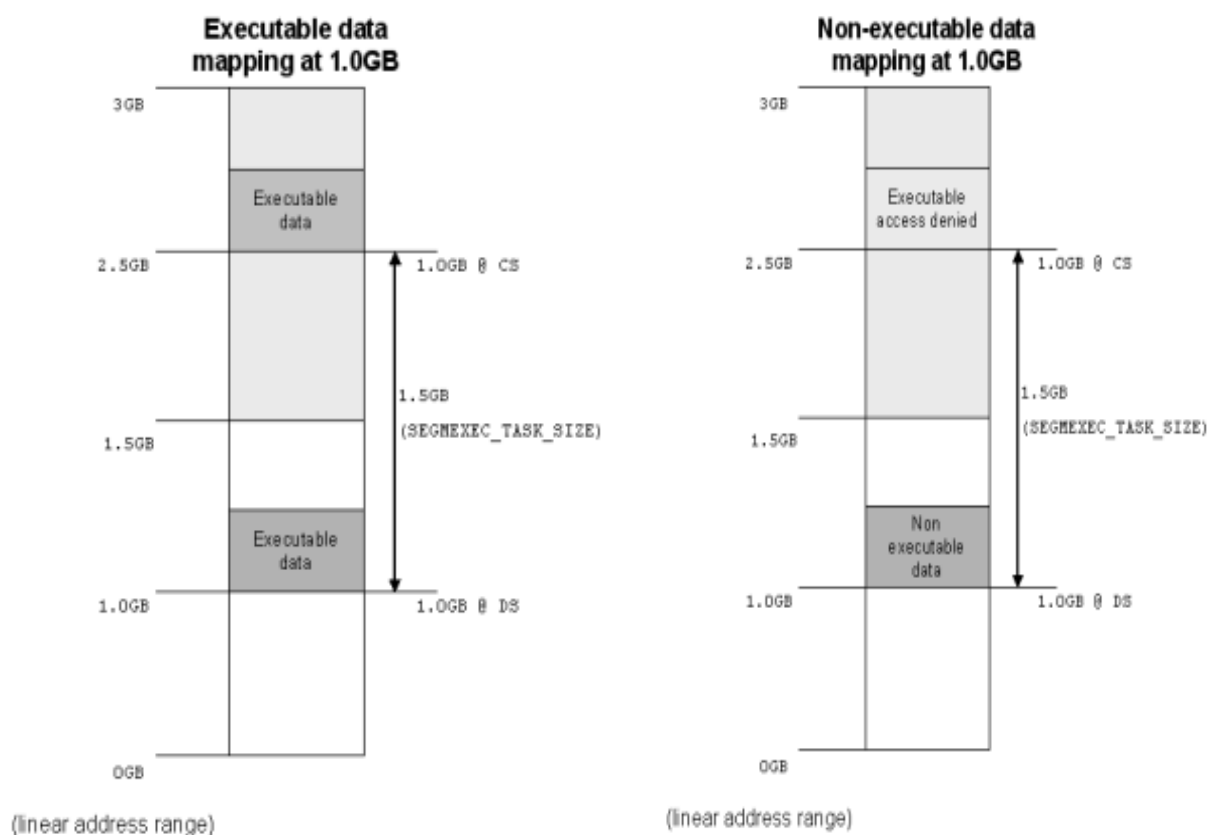 Executable data
mapping at 1.0GB
3GB
Executable
data
2.5GB
1.0GB @ CS
1.5GB
(SEGMEXEC_TASK_SIZE)
1.5GB
Executable
data
1.0GB
1.0GB @ DS
0GB
(linear address range)
Non-executable data
mapping at 1.0GB
3GB
Executable
access denied
2.5GB
1.0GB @ CS
1.5GB
(SEGMEXEC_TASK_SIZE)
1.5GB
Non
executable
data
1.0GB
1.0GB @ DS
0GB
(linear address range)